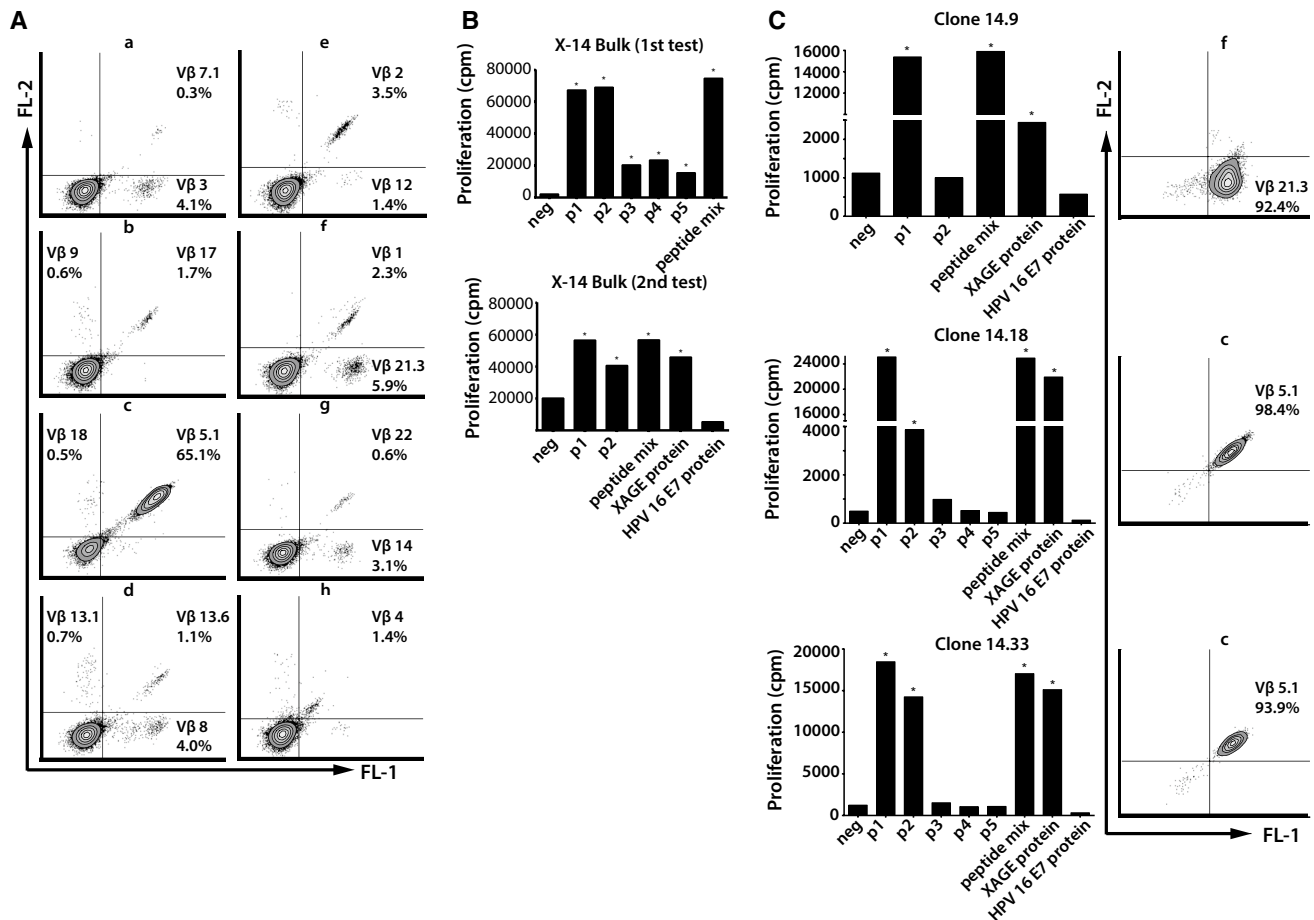 A
FL-2
FL-1
a
Vβ 7.1
0.3%
Vβ 3
4.1%
e
Vβ 2
3.5%
Vβ 12
1.4%
b
Vβ 9
0.6%
Vβ 17
1.7%
f
Vβ 1
2.3%
Vβ 21.3
5.9%
c
Vβ 18
0.5%
Vβ 5.1
65.1%
g
Vβ 22
0.6%
Vβ 14
3.1%
d
Vβ 13.1
0.7%
Vβ 13.6
1.1%
Vβ 8
4.0%
h
Vβ 4
1.4%
B
X-14 Bulk (1st test)
Proliferation (cpm)
80000
60000
40000
20000
0
* * * * * *
neg p1 p2 p3 p4 p5 peptide mix
X-14 Bulk (2nd test)
Proliferation (cpm)
80000
60000
40000
20000
0
* * * *
neg p1 p2 peptide mix XAGE protein HPV 16 E7 protein
C
Clone 14.9
Proliferation (cpm)
16000
14000
2000
1000
0
* * *
neg p1 p2 peptide mix XAGE protein HPV 16 E7 protein
Clone 14.18
Proliferation (cpm)
24000
24000
14000
4000
2000
0
* * * *
neg p1 p2 p3 p4 p5 peptide mix XAGE protein HPV 16 E7 protein
Clone 14.33
Proliferation (cpm)
20000
15000
10000
5000
0
* * * *
neg p1 p2 p3 p4 p5 peptide mix XAGE protein HPV 16 E7 protein
FL-2
FL-1
f
Vβ 21.3
92.4%
c
Vβ 5.1
98.4%
c
Vβ 5.1
93.9%